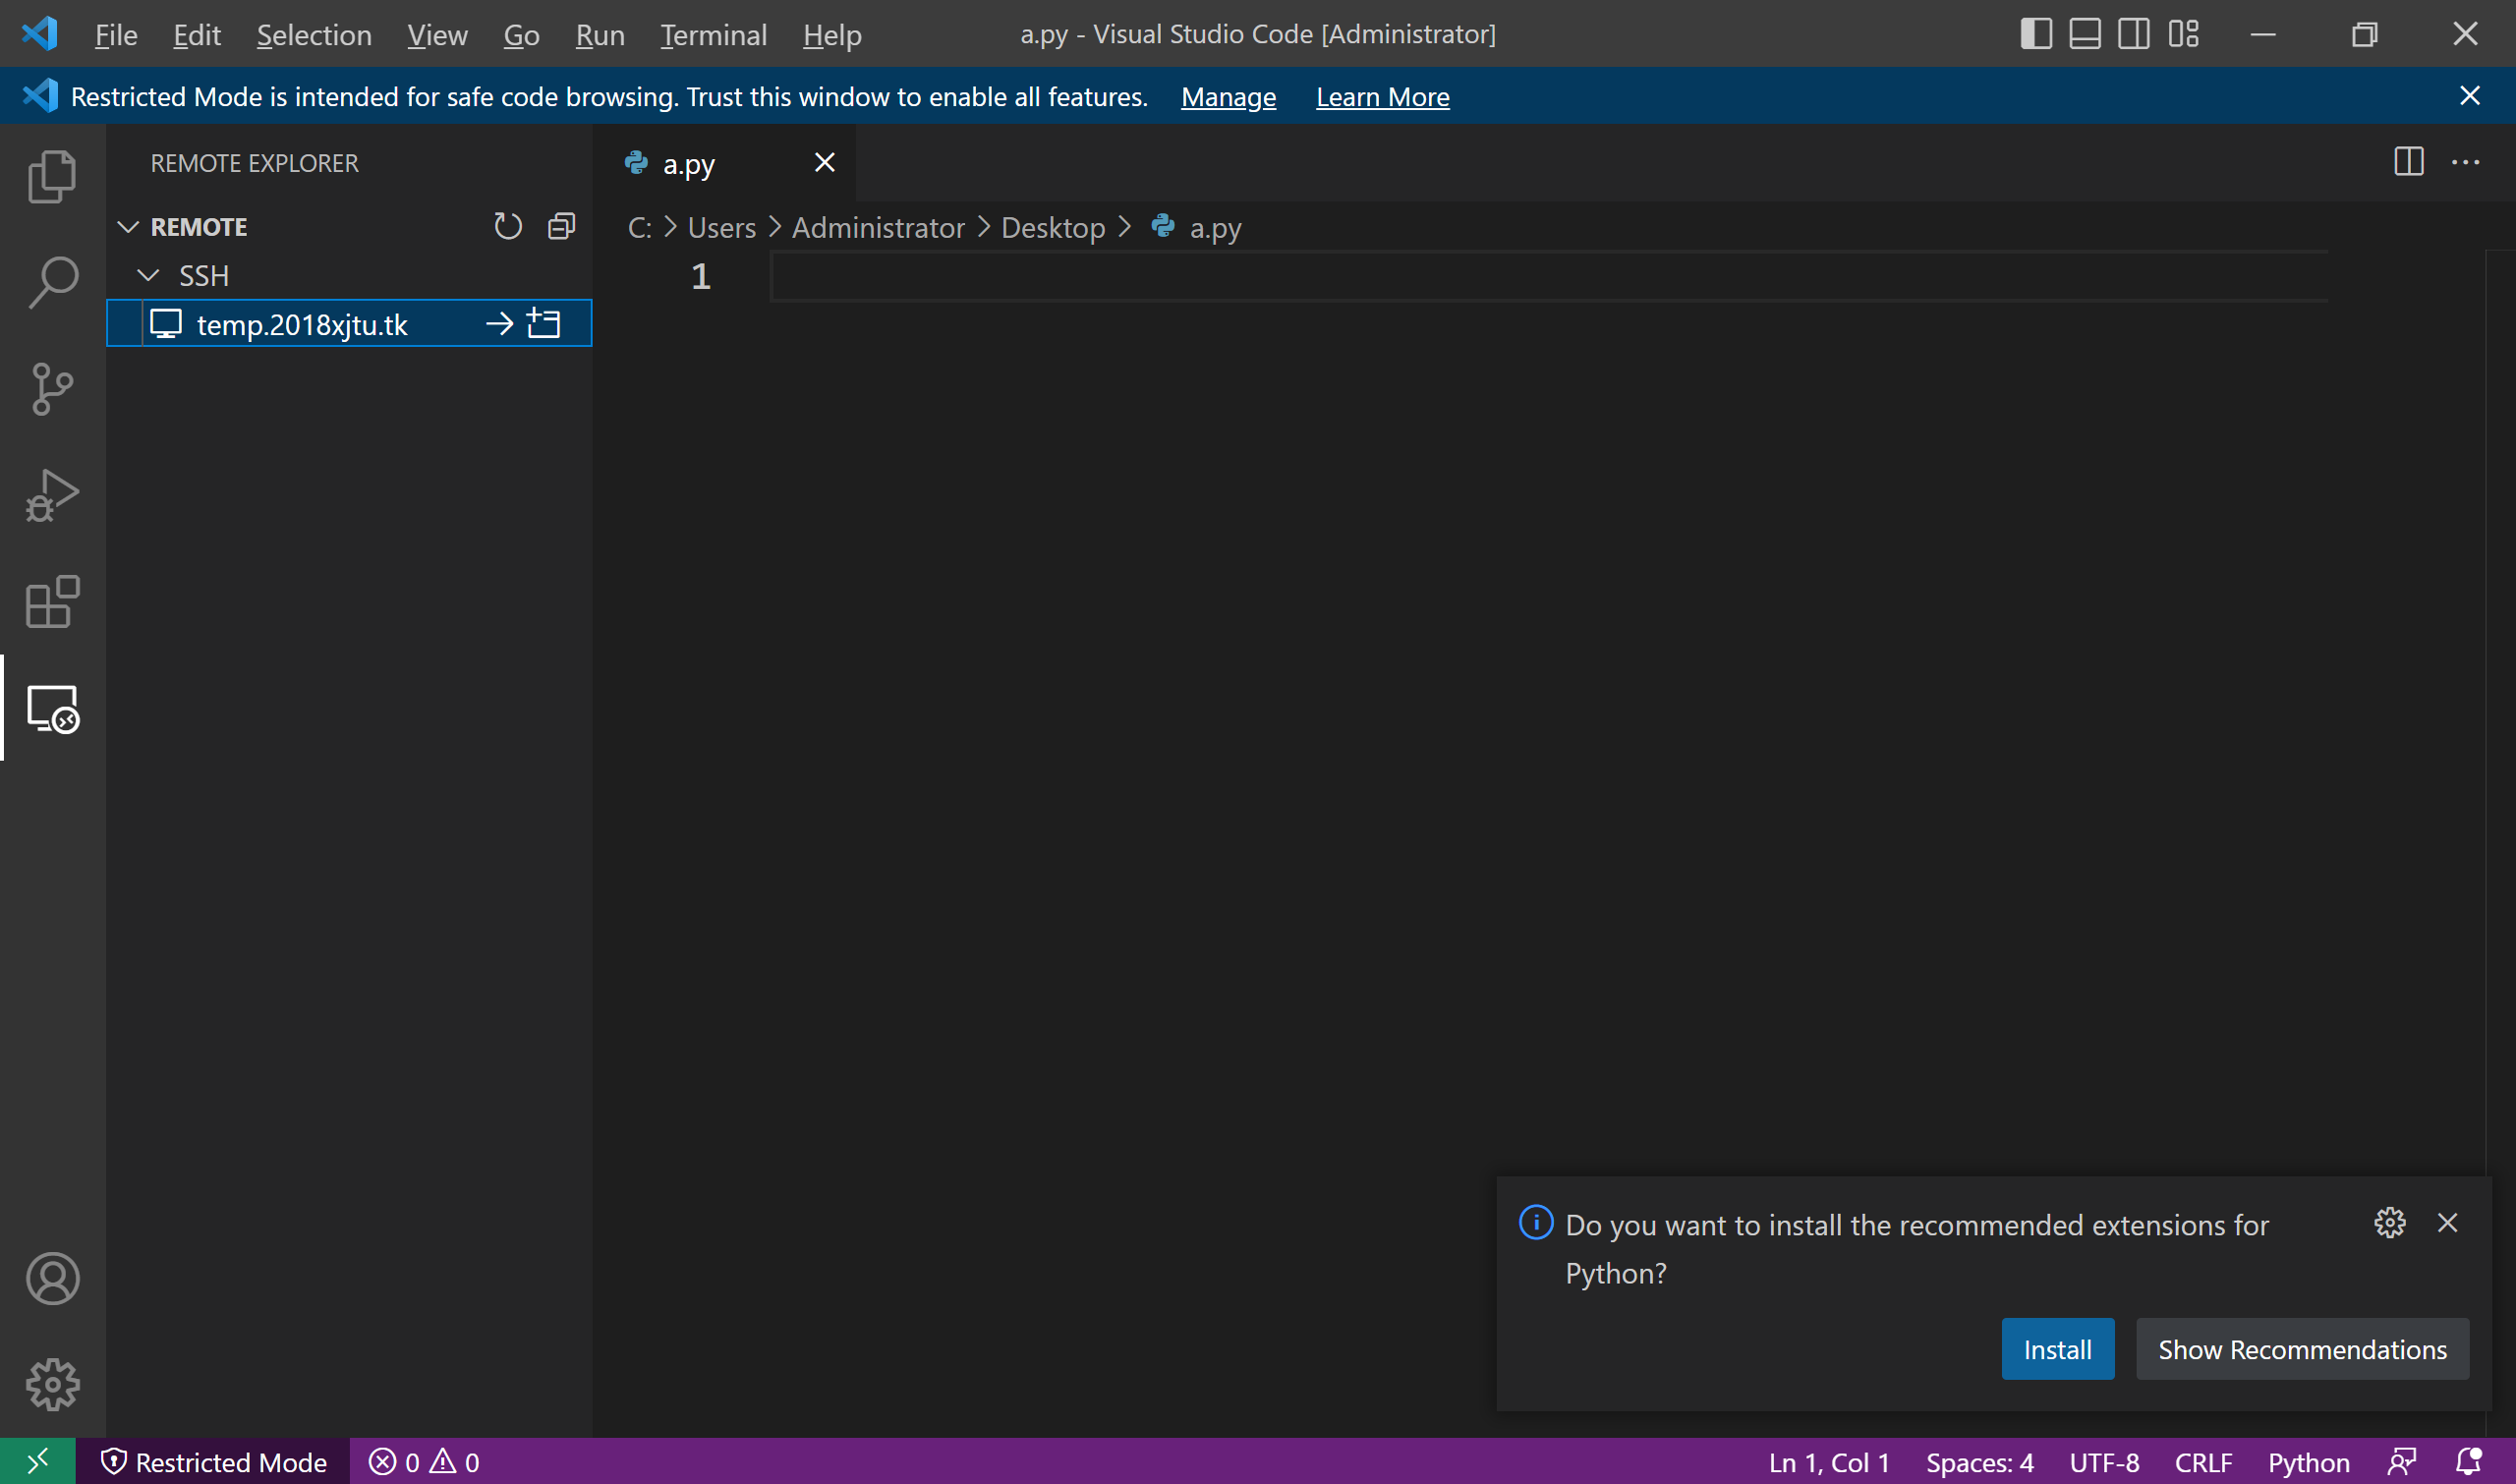 File Edit Selection View Go Run Terminal Help a.py - Visual Studio Code [Administrator]
Restricted Mode is intended for safe code browsing. Trust this window to enable all features. Manage Learn More
REMOTE EXPLORER
a.py
REMOTE
C: > Users > Administrator > Desktop > a.py
SSH
1
temp.2018xjtu.tk
Do you want to install the recommended extensions for
Python?
Install Show Recommendations
Restricted Mode 0 0 Ln 1, Col 1 Spaces: 4 UTF-8 CRLF Python